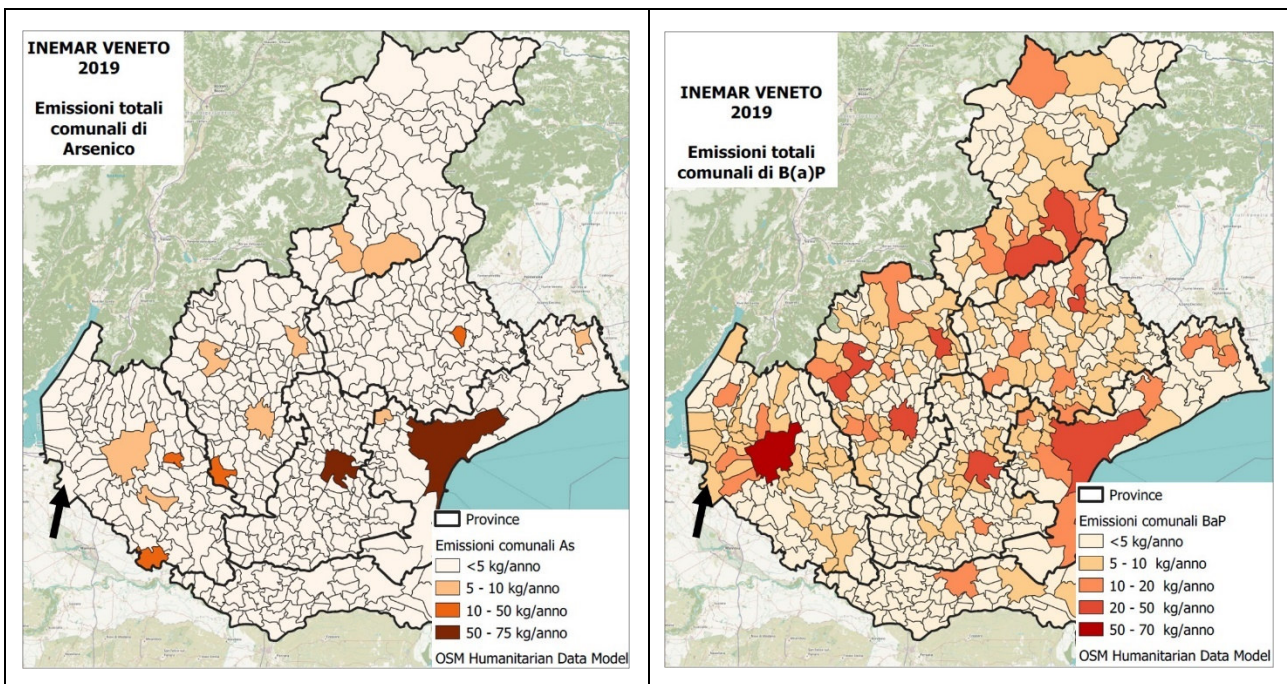 INEMAR VENETO
2019
Emissioni totali
comunali di
Arsenico
Province
Emissioni comunali As
<5 kg/anno
5 - 10 kg/anno
10 - 50 kg/anno
50 - 75 kg/anno
OSM Humanitarian Data Model
INEMAR VENETO
2019
Emissioni totali
comunali di B(a)P
Province
Emissioni comunali BaP
<5 kg/anno
5 - 10 kg/anno
10 - 20 kg/anno
20 - 50 kg/anno
50 - 70 kg/anno
OSM Humanitarian Data Model